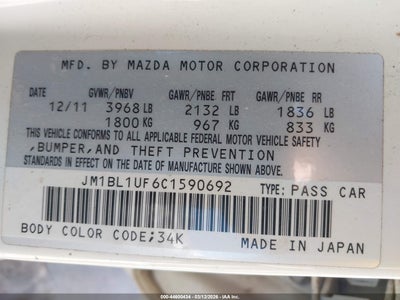 MFD. BY MAZDA MOTOR CORPORATION
DATE GVWR/PNBV GAWR/PNBE FRT GAWR/PNBE RR
12/11 3968 LB 2132 LB 1836 LB
1800 KG 967 KG 833 KG
THIS VEHICLE CONFORMS TO ALL APPLICABLE FEDERAL MOTOR VEHICLE SAFETY
,BUMPER,AND THEFT PREVENTION
STANDARDS IN EFFECT ON THE DATE OF MANUFACTURE SHOWN ABOVE.
JM1BL1UF6C1590692 TYPE: PASS CAR
BODY COLOR CODE;34K
MADE IN JAPAN
000-44600434 - 03/12/2026 - IAA Inc.